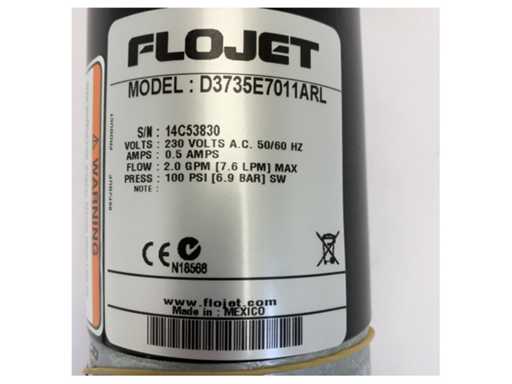 FLOJET
MODEL : D3735E7011ARL
S/N : 14C53830
VOLTS : 230 VOLTS A.C. 50/60 HZ
AMPS : 0.5 AMPS
FLOW : 2.0 GPM [7.6 LPM] MAX
PRESS : 100 PSI [6.9 BAR] SW
NOTE :
CE
N18568
www.flojet.com
Made in : MEXICO
WARNING
PRODUCT